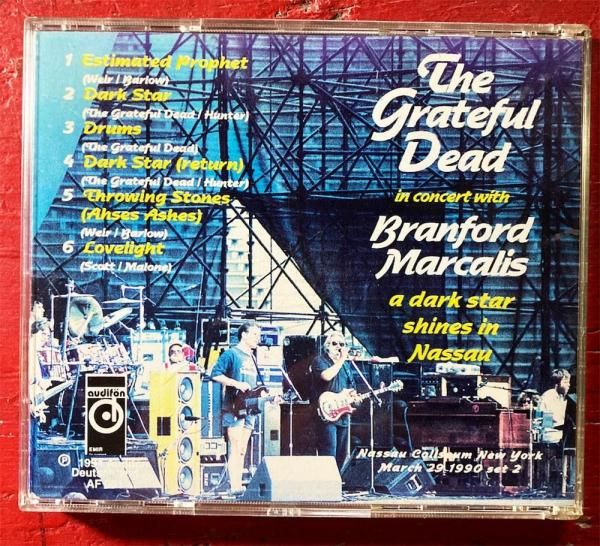 1 Estimated Prophet
(Weir / Barlow)
2 Dark Star
(The Grateful Dead / Hunter)
3 Drums
(The Grateful Dead)
4 Dark Star (return)
(The Grateful Dead / Hunter)
5 Throwing Stones
(Ahses Ashes)
(Weir / Barlow)
6 Lovelight
(Scott / Malone)
The
Grateful
Dead
in concert with
Branford
Marcalis
a dark star
shines in
Nassau
audifön
EMIR
Nassau Coliseum New York
March 29.1990 set 2